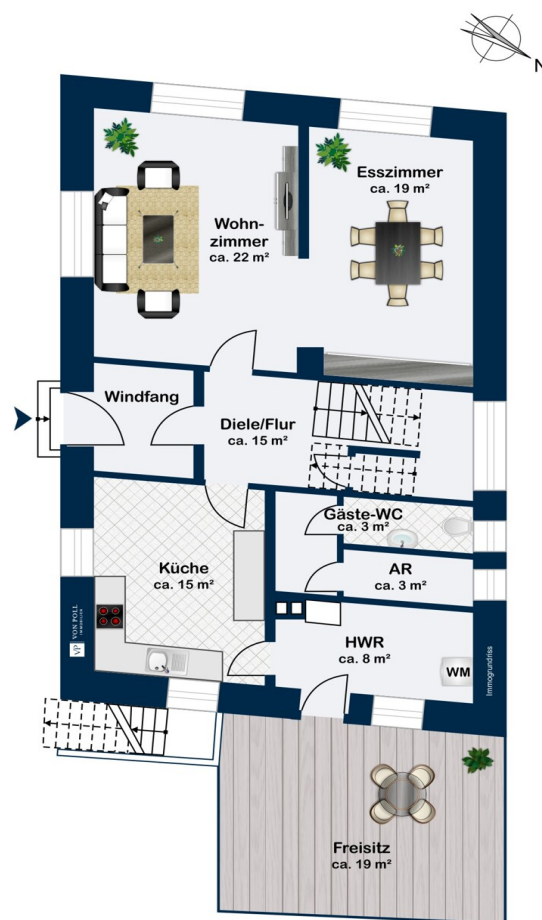 N
Esszimmer
ca. 19 m²
Wohn-
zimmer
ca. 22 m²
Windfang
Diele/Flur
ca. 15 m²
Gäste-WC
ca. 3 m²
Küche
ca. 15 m²
AR
ca. 3 m²
HWR
ca. 8 m²
WM
VP VON POLL
IMMOBILIEN
Immogrundriss
Freisitz
ca. 19 m²